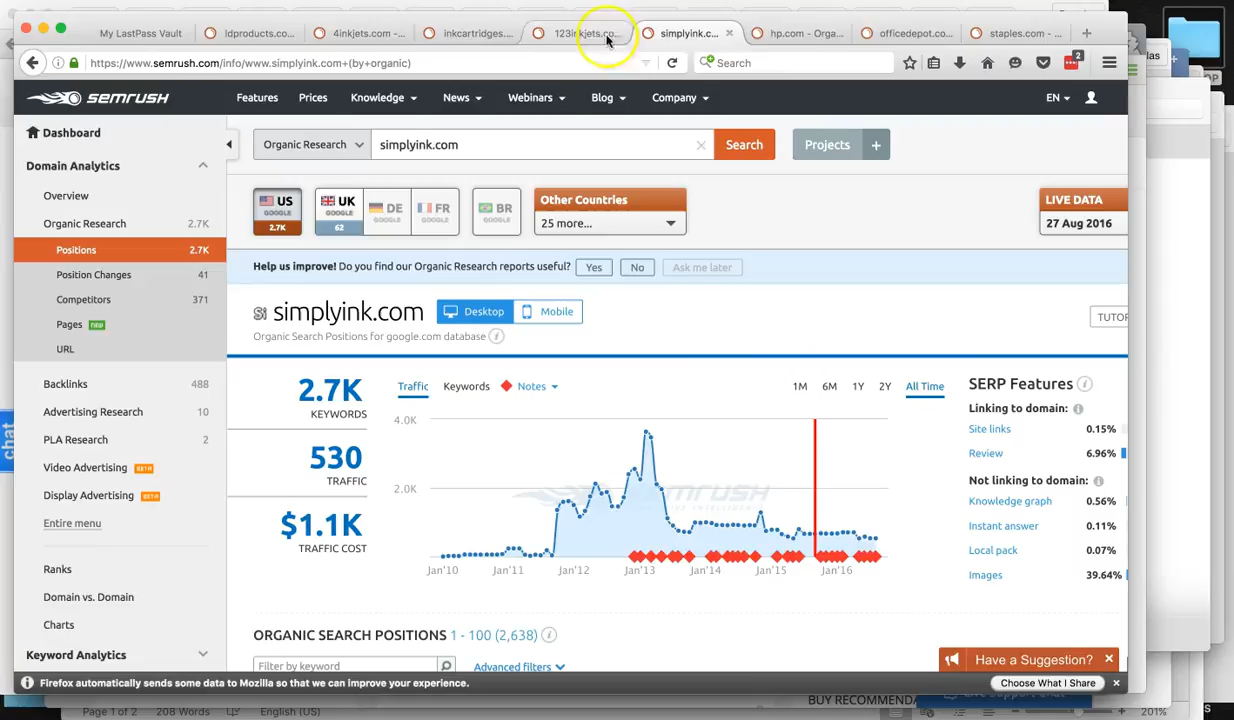 My LastPass Vault
ldproducts.co...
4inkjets.com -...
inkcartridges....
123inkjets.co...
simplyink.c...
hp.com - Orga...
officedepot.co...
staples.com - ...
https://www.semrush.com/info/www.simplyink.com+(by+organic)
Search
2
SEMRUSH
Features
Prices
Knowledge
News
Webinars
Blog
Company
EN
Dashboard
Domain Analytics
Overview
Organic Research 2.7K
Positions 2.7K
Position Changes 41
Competitors 371
Pages NEW
URL
Backlinks 488
Advertising Research 10
PLA Research 2
Video Advertising BETA
Display Advertising BETA
Entire menu
Ranks
Domain vs. Domain
Charts
Keyword Analytics
Organic Research
simplyink.com
Search
Projects +
US
GOOGLE
2.7K
UK
GOOGLE
62
DE
GOOGLE
FR
GOOGLE
BR
GOOGLE
Other Countries
25 more...
LIVE DATA
27 Aug 2016
Help us improve! Do you find our Organic Research reports useful? Yes No Ask me later
simplyink.com
Desktop
Mobile
TUTOR
Organic Search Positions for google.com database
2.7K
KEYWORDS
530
TRAFFIC
$1.1K
TRAFFIC COST
Traffic
Keywords
Notes
1M 6M 1Y 2Y All Time
4.0K
2.0K
SEMRUSH
Jan'10 Jan'11 Jan'12 Jan'13 Jan'14 Jan'15 Jan'16
SERP Features
Linking to domain:
Site links 0.15%
Review 6.96%
Not linking to domain:
Knowledge graph 0.56%
Instant answer 0.11%
Local pack 0.07%
Images 39.64%
ORGANIC SEARCH POSITIONS 1 - 100 (2,638)
Filter by keyword
Advanced filters
Have a Suggestion?
Firefox automatically sends some data to Mozilla so that we can improve your experience.
Choose What I Share
chat
BUY RECOMMENDA
Page 1 of 2 208 Words English (US)
201%